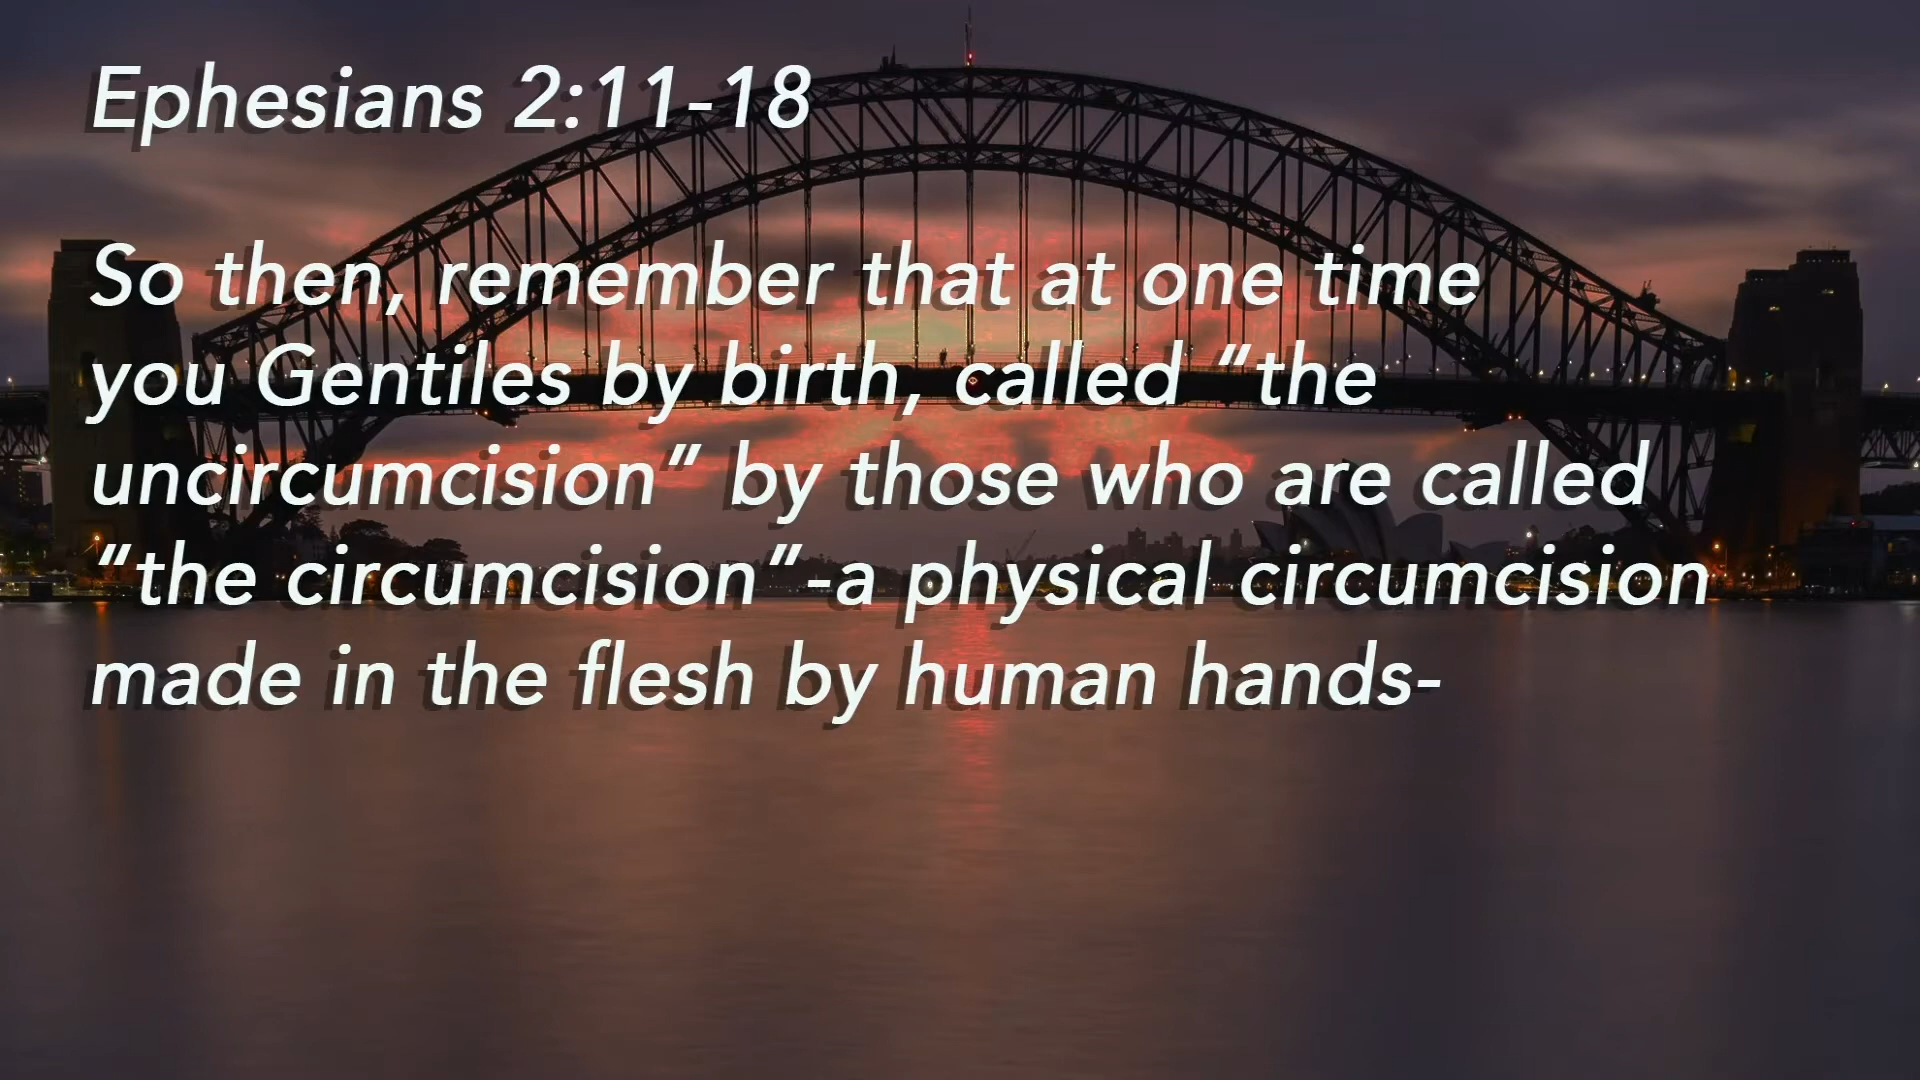 Ephesians 2:11-18
So then, remember that at one time
you Gentiles by birth, called “the
uncircumcision” by those who are called
“the circumcision”-a physical circumcision
made in the flesh by human hands-